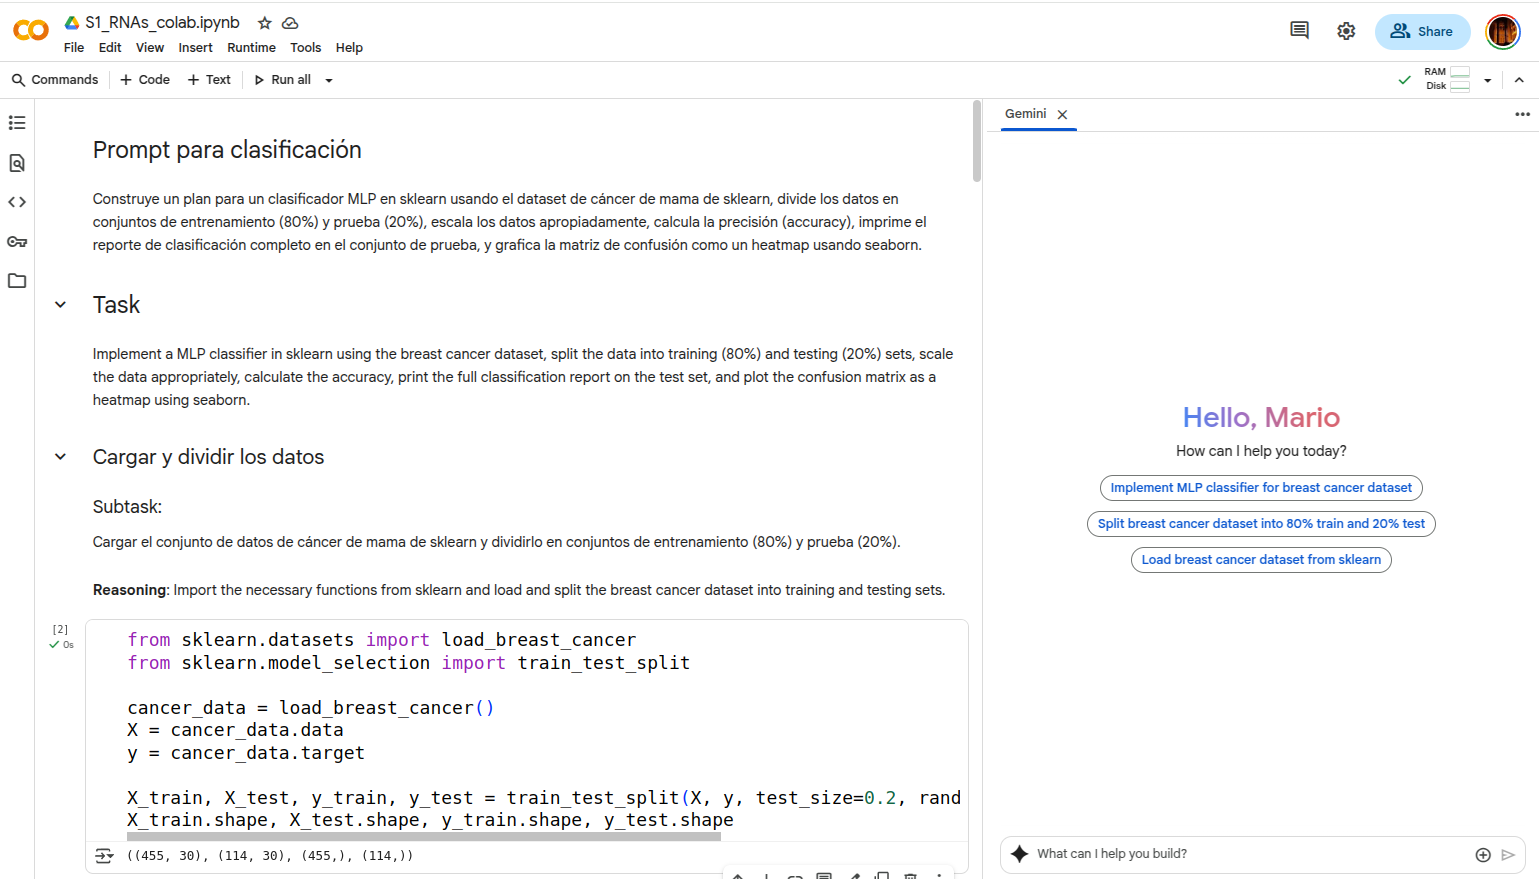 S1_RNAs_colab.ipynb
File Edit View Insert Runtime Tools Help
Share
Commands + Code + Text Run all
RAM
Disk
Gemini
Prompt para clasificación
Construye un plan para un clasificador MLP en sklearn usando el dataset de cáncer de mama de sklearn, divide los datos en
conjuntos de entrenamiento (80%) y prueba (20%), escala los datos apropiadamente, calcula la precisión (accuracy), imprime el
reporte de clasificación completo en el conjunto de prueba, y grafica la matriz de confusión como un heatmap usando seaborn.
Task
Implement a MLP classifier in sklearn using the breast cancer dataset, split the data into training (80%) and testing (20%) sets, scale
the data appropriately, calculate the accuracy, print the full classification report on the test set, and plot the confusion matrix as a
heatmap using seaborn.
Cargar y dividir los datos
Subtask:
Cargar el conjunto de datos de cáncer de mama de sklearn y dividirlo en conjuntos de entrenamiento (80%) y prueba (20%).
Reasoning: Import the necessary functions from sklearn and load and split the breast cancer dataset into training and testing sets.
[2]
0s
from sklearn.datasets import load_breast_cancer
from sklearn.model_selection import train_test_split
cancer_data = load_breast_cancer()
X = cancer_data.data
y = cancer_data.target
X_train, X_test, y_train, y_test = train_test_split(X, y, test_size=0.2, rand
X_train.shape, X_test.shape, y_train.shape, y_test.shape
((455, 30), (114, 30), (455,), (114,))
Hello, Mario
How can I help you today?
Implement MLP classifier for breast cancer dataset
Split breast cancer dataset into 80% train and 20% test
Load breast cancer dataset from sklearn
What can I help you build?